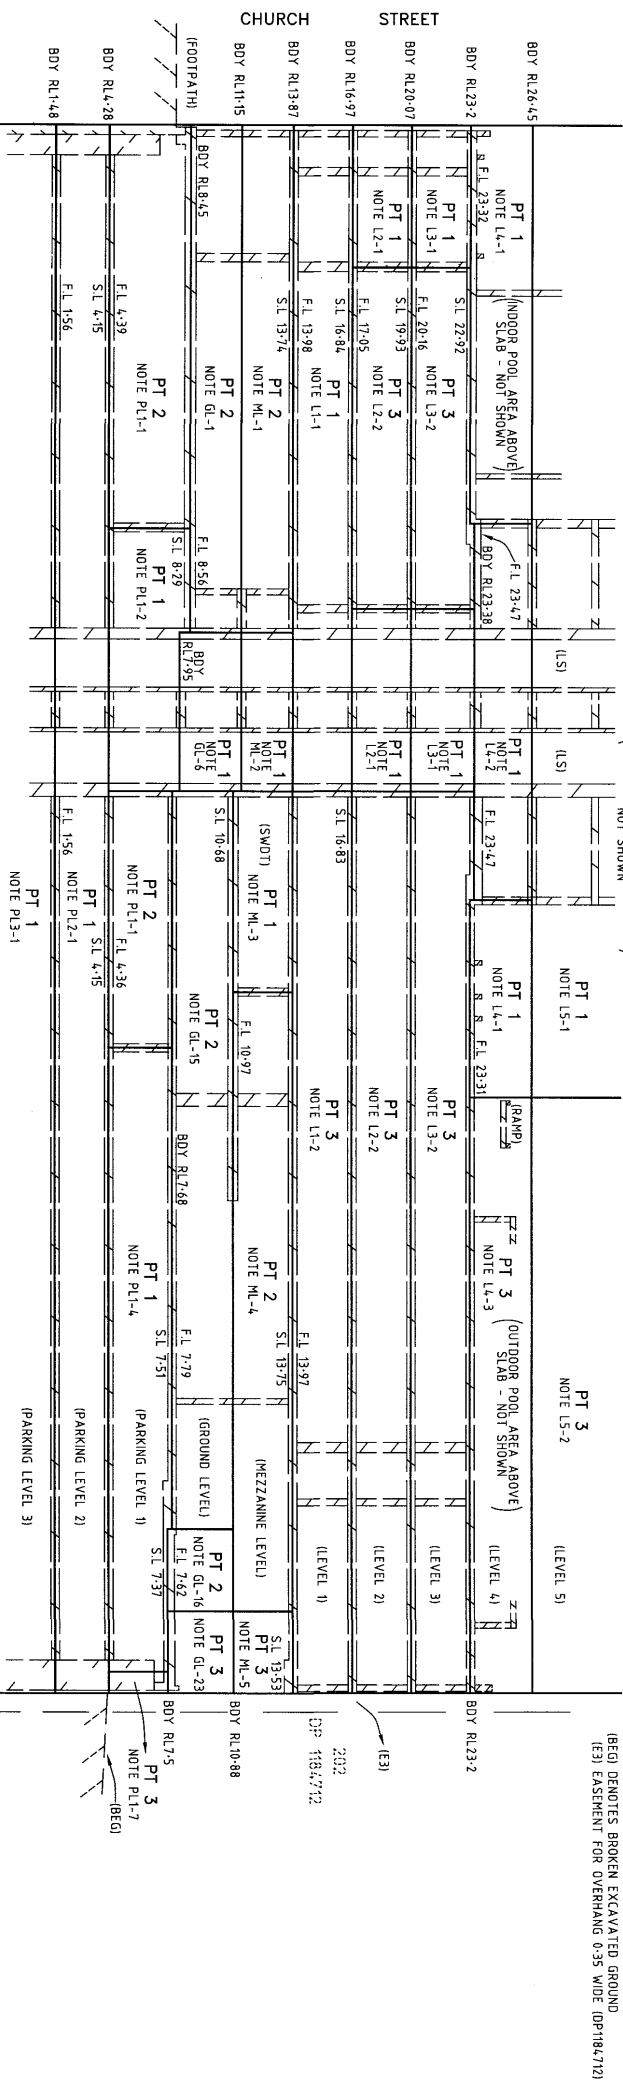 CHURCH STREET
BDY RL26·45
BDY RL23·2
BDY RL20·07
BDY RL16·97
BDY RL13·87
BDY RL11·15
(FOOTPATH)
BDY RL4·28
BDY RL1·48
PT 1
NOTE L4-1
F.L 23·32
PT 1
NOTE L3-1
PT 1
NOTE L2-1
BDY RL8·45
(INDOOR POOL AREA ABOVE
SLAB - NOT SHOWN)
S.L 22·92
F.L 20·16
S.L 19·93
F.L 17·05
S.L 16·84
F.L 13·98
S.L 13·74
F.L 4·39
S.L 4·15
F.L 1·56
PT 3
NOTE L3-2
PT 3
NOTE L2-2
PT 1
NOTE L1-1
PT 2
NOTE ML-1
PT 2
NOTE GL-1
PT 2
NOTE PL1-1
F.L 23·47
BDY RL23·38
F.L 8·56
S.L 8·29
PT 1
NOTE PL1-2
(LS)
BDY
RL7·95
(LS)
PT 1
NOTE
L4-2
PT 1
NOTE
L3-1
PT 1
NOTE
L2-1
PT 1
NOTE
ML-2
PT 1
NOTE
GL-6
NOT SHOWN
F.L 23·47
S.L 16·83
S.L 10·68
F.L 1·56
(SWDT)
PT 1
NOTE ML-3
PT 2
NOTE PL1-1
PT 1
NOTE PL2-1
PT 1
NOTE PL3-1
F.L 4·36
S.L 4·15
PT 1
NOTE L5-1
PT 1
NOTE L4-1
F.L 23·31
PT 2
NOTE GL-15
F.L 10·97
(RAMP)
PT 3
NOTE L3-2
PT 3
NOTE L2-2
PT 3
NOTE L1-2
BDY RL7·68
PT 3
NOTE L4-3
PT 2
NOTE ML-4
PT 1
NOTE PL1-4
(OUTDOOR POOL AREA ABOVE
SLAB - NOT SHOWN)
PT 3
NOTE L5-2
F.L 13·97
S.L 13·75
F.L 7·79
S.L 7·51
(LEVEL 5)
(LEVEL 4)
(LEVEL 3)
(LEVEL 2)
(LEVEL 1)
(MEZZANINE LEVEL)
(GROUND LEVEL)
(PARKING LEVEL 1)
(PARKING LEVEL 2)
(PARKING LEVEL 3)
PT 2
NOTE GL-16
F.L 7·62
S.L 7·37
S.L 13·53
PT 3
NOTE ML-5
PT 3
NOTE GL-23
BDY RL23·2
(E3)
202
DP 1184712
BDY RL10·88
BDY RL7·5
PT 3
NOTE PL1-7
(BEG)
(BEG) DENOTES BROKEN EXCAVATED GROUND
(E3) EASEMENT FOR OVERHANG 0·35 WIDE (DP1184712)